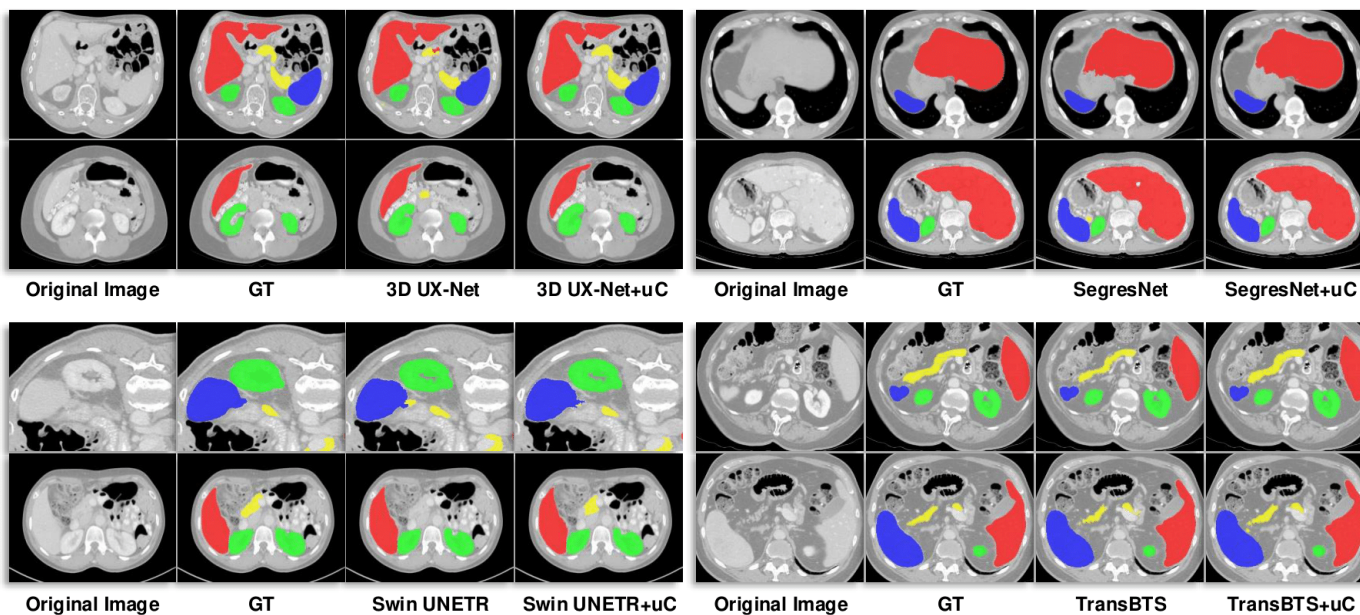 Original Image GT 3D UX-Net 3D UX-Net+uC
Original Image GT SegresNet SegresNet+uC
Original Image GT Swin UNETR Swin UNETR+uC
Original Image GT TransBTS TransBTS+uC